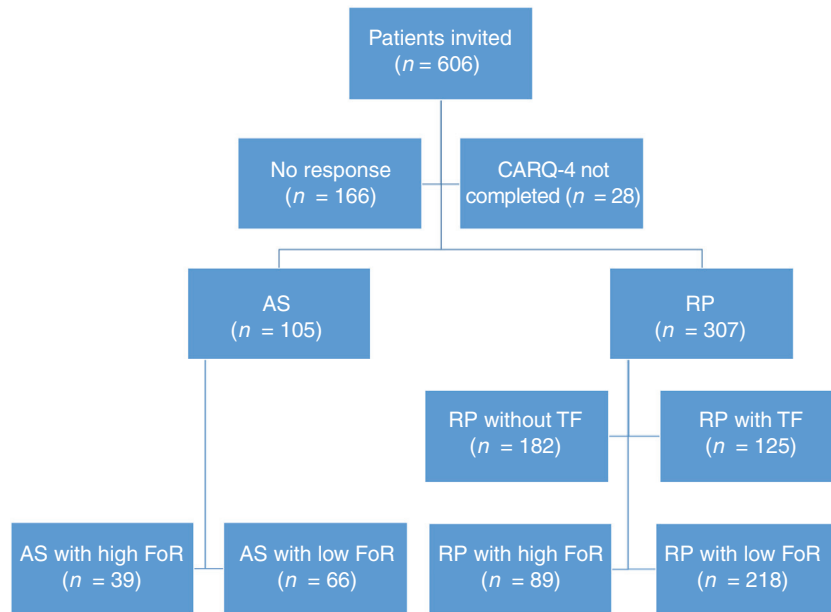 Patients invited
(n = 606)
No response
(n = 166)
CARQ-4 not
completed (n = 28)
AS
(n = 105)
RP
(n = 307)
RP without TF
(n = 182)
RP with TF
(n = 125)
AS with high FoR
(n = 39)
AS with low FoR
(n = 66)
RP with high FoR
(n = 89)
RP with low FoR
(n = 218)